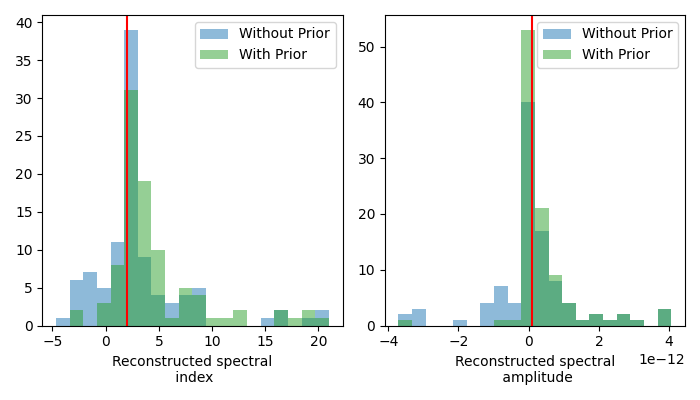 40
35
30
25
20
15
10
5
0
−5
0
5
10
15
20
Without Prior
With Prior
Reconstructed spectral
index
50
40
30
20
10
0
−4
−2
0
2
4
1e−12
Without Prior
With Prior
Reconstructed spectral
amplitude